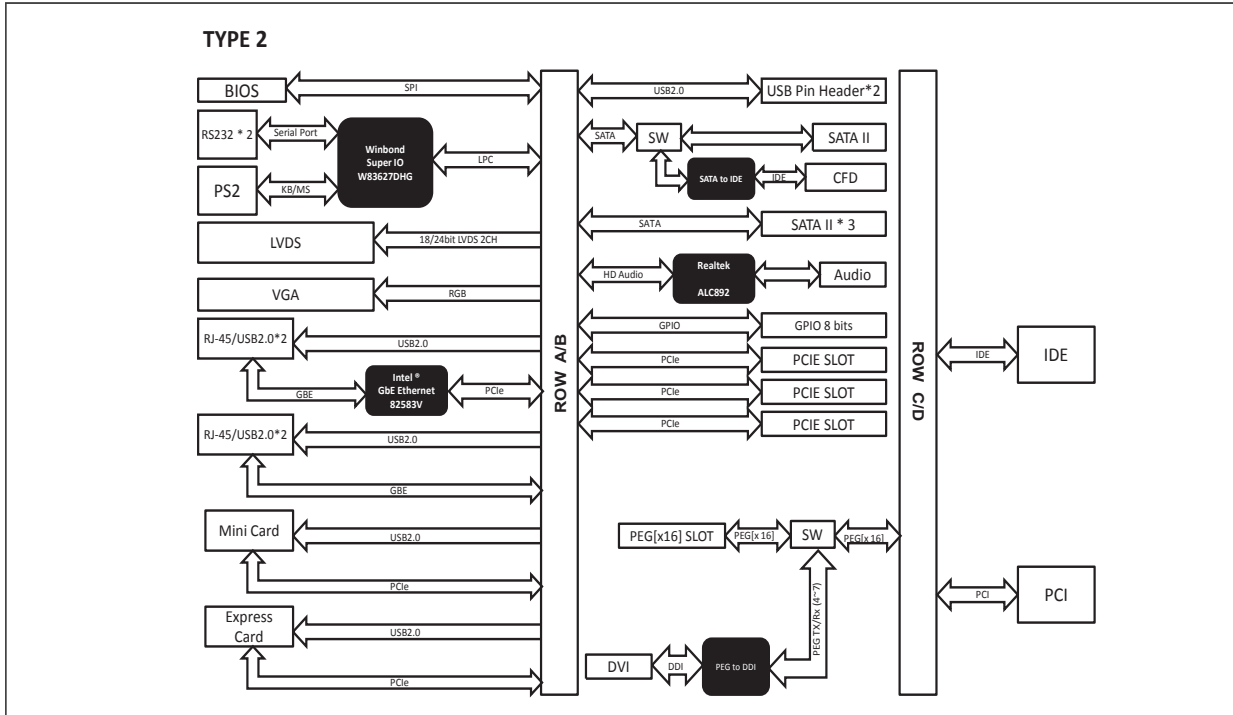 TYPE 2
BIOS
SPI
RS232 * 2
Serial Port
Winbond
Super IO
W83627DHG
LPC
PS2
KB/MS
LVDS
18/24bit LVDS 2CH
VGA
RGB
RJ-45/USB2.0*2
USB2.0
GBE
Intel ®
GbE Ethernet
82583V
PCIe
RJ-45/USB2.0*2
USB2.0
GBE
Mini Card
USB2.0
PCIe
Express
Card
USB2.0
PCIe
ROW A/B
USB2.0
USB Pin Header*2
SATA
SW
SATA II
SATA to IDE
IDE
CFD
SATA
SATA II * 3
HD Audio
Realtek
ALC892
Audio
GPIO
GPIO 8 bits
PCIe
PCIE SLOT
PCIe
PCIE SLOT
PCIe
PCIE SLOT
PEG[x16] SLOT
PEG[x 16]
SW
PEG[x 16]
PEG TX/Rx (4~7)
DVI
DDI
PEG to DDI
ROW C/D
IDE
IDE
PCI
PCI